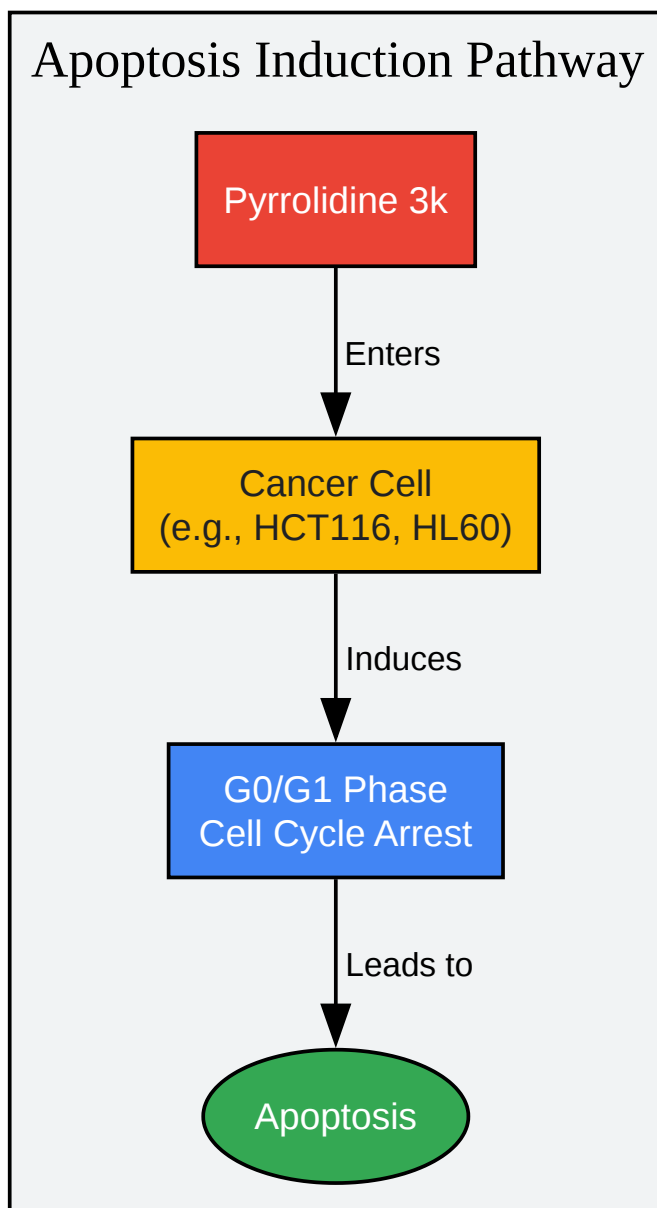 Apoptosis Induction Pathway
Pyrrolidine 3k
Enters
Cancer Cell
(e.g., HCT116, HL60)
Induces
G0/G1 Phase
Cell Cycle Arrest
Leads to
Apoptosis